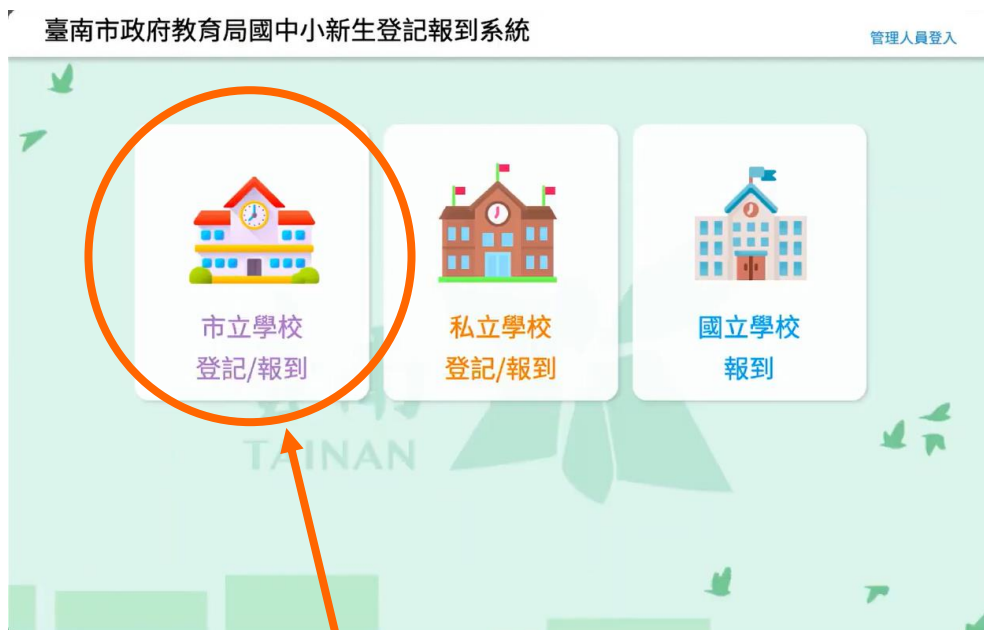 臺南市政府教育局國中小新生登記報到系統
管理人員登入
市立學校
登記/報到
私立學校
登記/報到
國立學校
報到
TAINAN